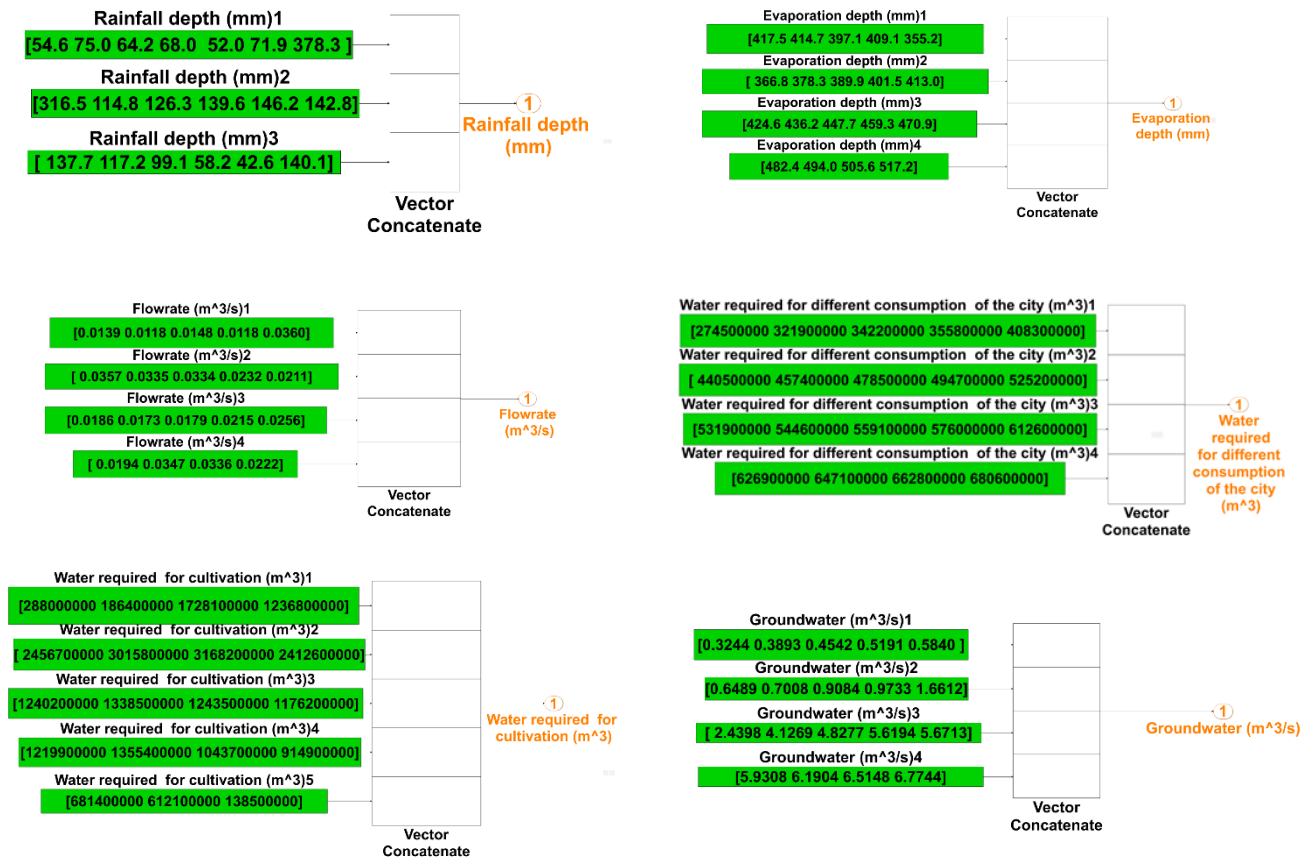 Rainfall depth (mm)1
[54.6 75.0 64.2 68.0 52.0 71.9 378.3 ]
Rainfall depth (mm)2
[316.5 114.8 126.3 139.6 146.2 142.8]
Rainfall depth (mm)3
[ 137.7 117.2 99.1 58.2 42.6 140.1]
Vector
Concatenate
1
Rainfall depth
(mm)
Evaporation depth (mm)1
[417.5 414.7 397.1 409.1 355.2]
Evaporation depth (mm)2
[ 366.8 378.3 389.9 401.5 413.0]
Evaporation depth (mm)3
[424.6 436.2 447.7 459.3 470.9]
Evaporation depth (mm)4
[482.4 494.0 505.6 517.2]
Vector
Concatenate
1
Evaporation
depth (mm)
Flowrate (m^3/s)1
[0.0139 0.0118 0.0148 0.0118 0.0360]
Flowrate (m^3/s)2
[ 0.0357 0.0335 0.0334 0.0232 0.0211]
Flowrate (m^3/s)3
[0.0186 0.0173 0.0179 0.0215 0.0256]
Flowrate (m^3/s)4
[ 0.0194 0.0347 0.0336 0.0222]
Vector
Concatenate
1
Flowrate
(m^3/s)
Water required for different consumption of the city (m^3)1
[274500000 321900000 342200000 355800000 408300000]
Water required for different consumption of the city (m^3)2
[ 440500000 457400000 478500000 494700000 525200000]
Water required for different consumption of the city (m^3)3
[531900000 544600000 559100000 576000000 612600000]
Water required for different consumption of the city (m^3)4
[626900000 647100000 662800000 680600000]
Vector
Concatenate
1
Water
required
for different
consumption
of the city
(m^3)
Water required for cultivation (m^3)1
[288000000 186400000 1728100000 1236800000]
Water required for cultivation (m^3)2
[ 2456700000 3015800000 3168200000 2412600000]
Water required for cultivation (m^3)3
[1240200000 1338500000 1243500000 1176200000]
Water required for cultivation (m^3)4
[1219900000 1355400000 1043700000 914900000]
Water required for cultivation (m^3)5
[681400000 612100000 138500000]
Vector
Concatenate
1
Water required for
cultivation (m^3)
Groundwater (m^3/s)1
[0.3244 0.3893 0.4542 0.5191 0.5840 ]
Groundwater (m^3/s)2
[0.6489 0.7008 0.9084 0.9733 1.6612]
Groundwater (m^3/s)3
[ 2.4398 4.1269 4.8277 5.6194 5.6713]
Groundwater (m^3/s)4
[5.9308 6.1904 6.5148 6.7744]
Vector
Concatenate
1
Groundwater (m^3/s)